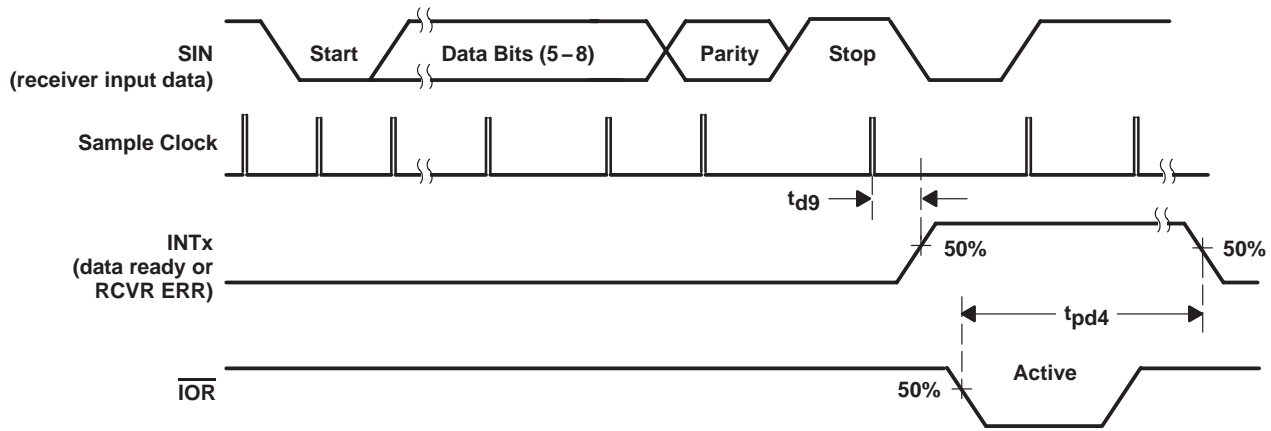 SIN
(receiver input data)
Start
Data Bits (5–8)
Parity
Stop
Sample Clock
td9
INTx
(data ready or
RCVR ERR)
50%
50%
tpd4
IOR
50%
Active